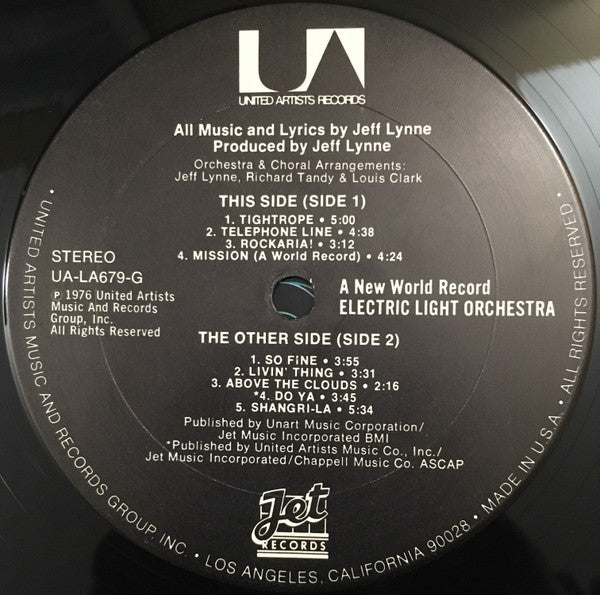 UA
UNITED ARTISTS RECORDS
All Music and Lyrics by Jeff Lynne
Produced by Jeff Lynne
Orchestra & Choral Arrangements:
Jeff Lynne, Richard Tandy & Louis Clark
THIS SIDE (SIDE 1)
1. TIGHTROPE • 5:00
2. TELEPHONE LINE • 4:38
3. ROCKARIA! • 3:12
4. MISSION (A World Record) • 4:24
STEREO
UA-LA679-G
℗ 1976 United Artists
Music And Records
Group, Inc.
All Rights Reserved
A New World Record
ELECTRIC LIGHT ORCHESTRA
THE OTHER SIDE (SIDE 2)
1. SO FINE • 3:55
2. LIVIN' THING • 3:31
3. ABOVE THE CLOUDS • 2:16
*4. DO YA • 3:45
5. SHANGRI-LA • 5:34
Published by Unart Music Corporation/
Jet Music Incorporated BMI
*Published by United Artists Music Co., Inc./
Jet Music Incorporated/Chappell Music Co. ASCAP
Jet
RECORDS
• UNITED ARTISTS MUSIC AND RECORDS GROUP, INC. • LOS ANGELES, CALIFORNIA 90028 • MADE IN U.S.A. • ALL RIGHTS RESERVED •